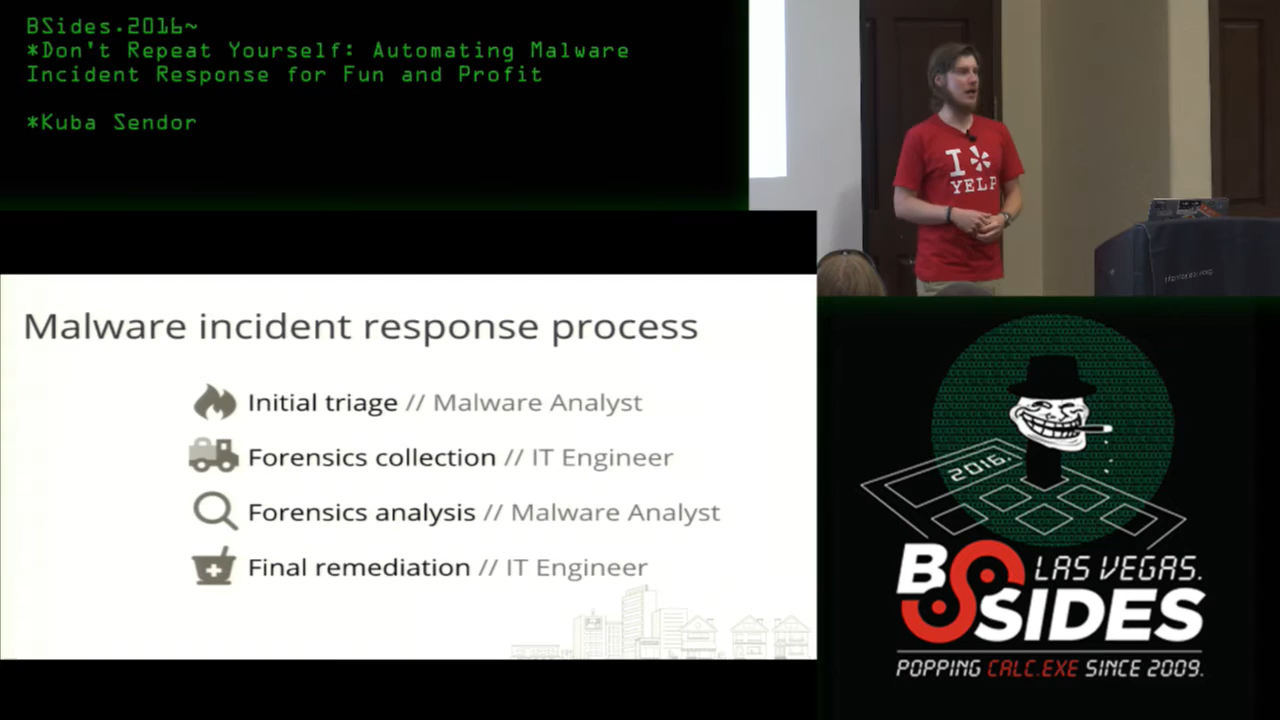 BSides.2016~
*Don't Repeat Yourself: Automating Malware
Incident Response for Fun and Profit
*Kuba Sendor
I
YELP
Malware incident response process
Initial triage // Malware Analyst
Forensics collection // IT Engineer
Forensics analysis // Malware Analyst
Final remediation // IT Engineer
2016.
BSIDES
LAS VEGAS.
POPPING CALC.EXE SINCE 2009.